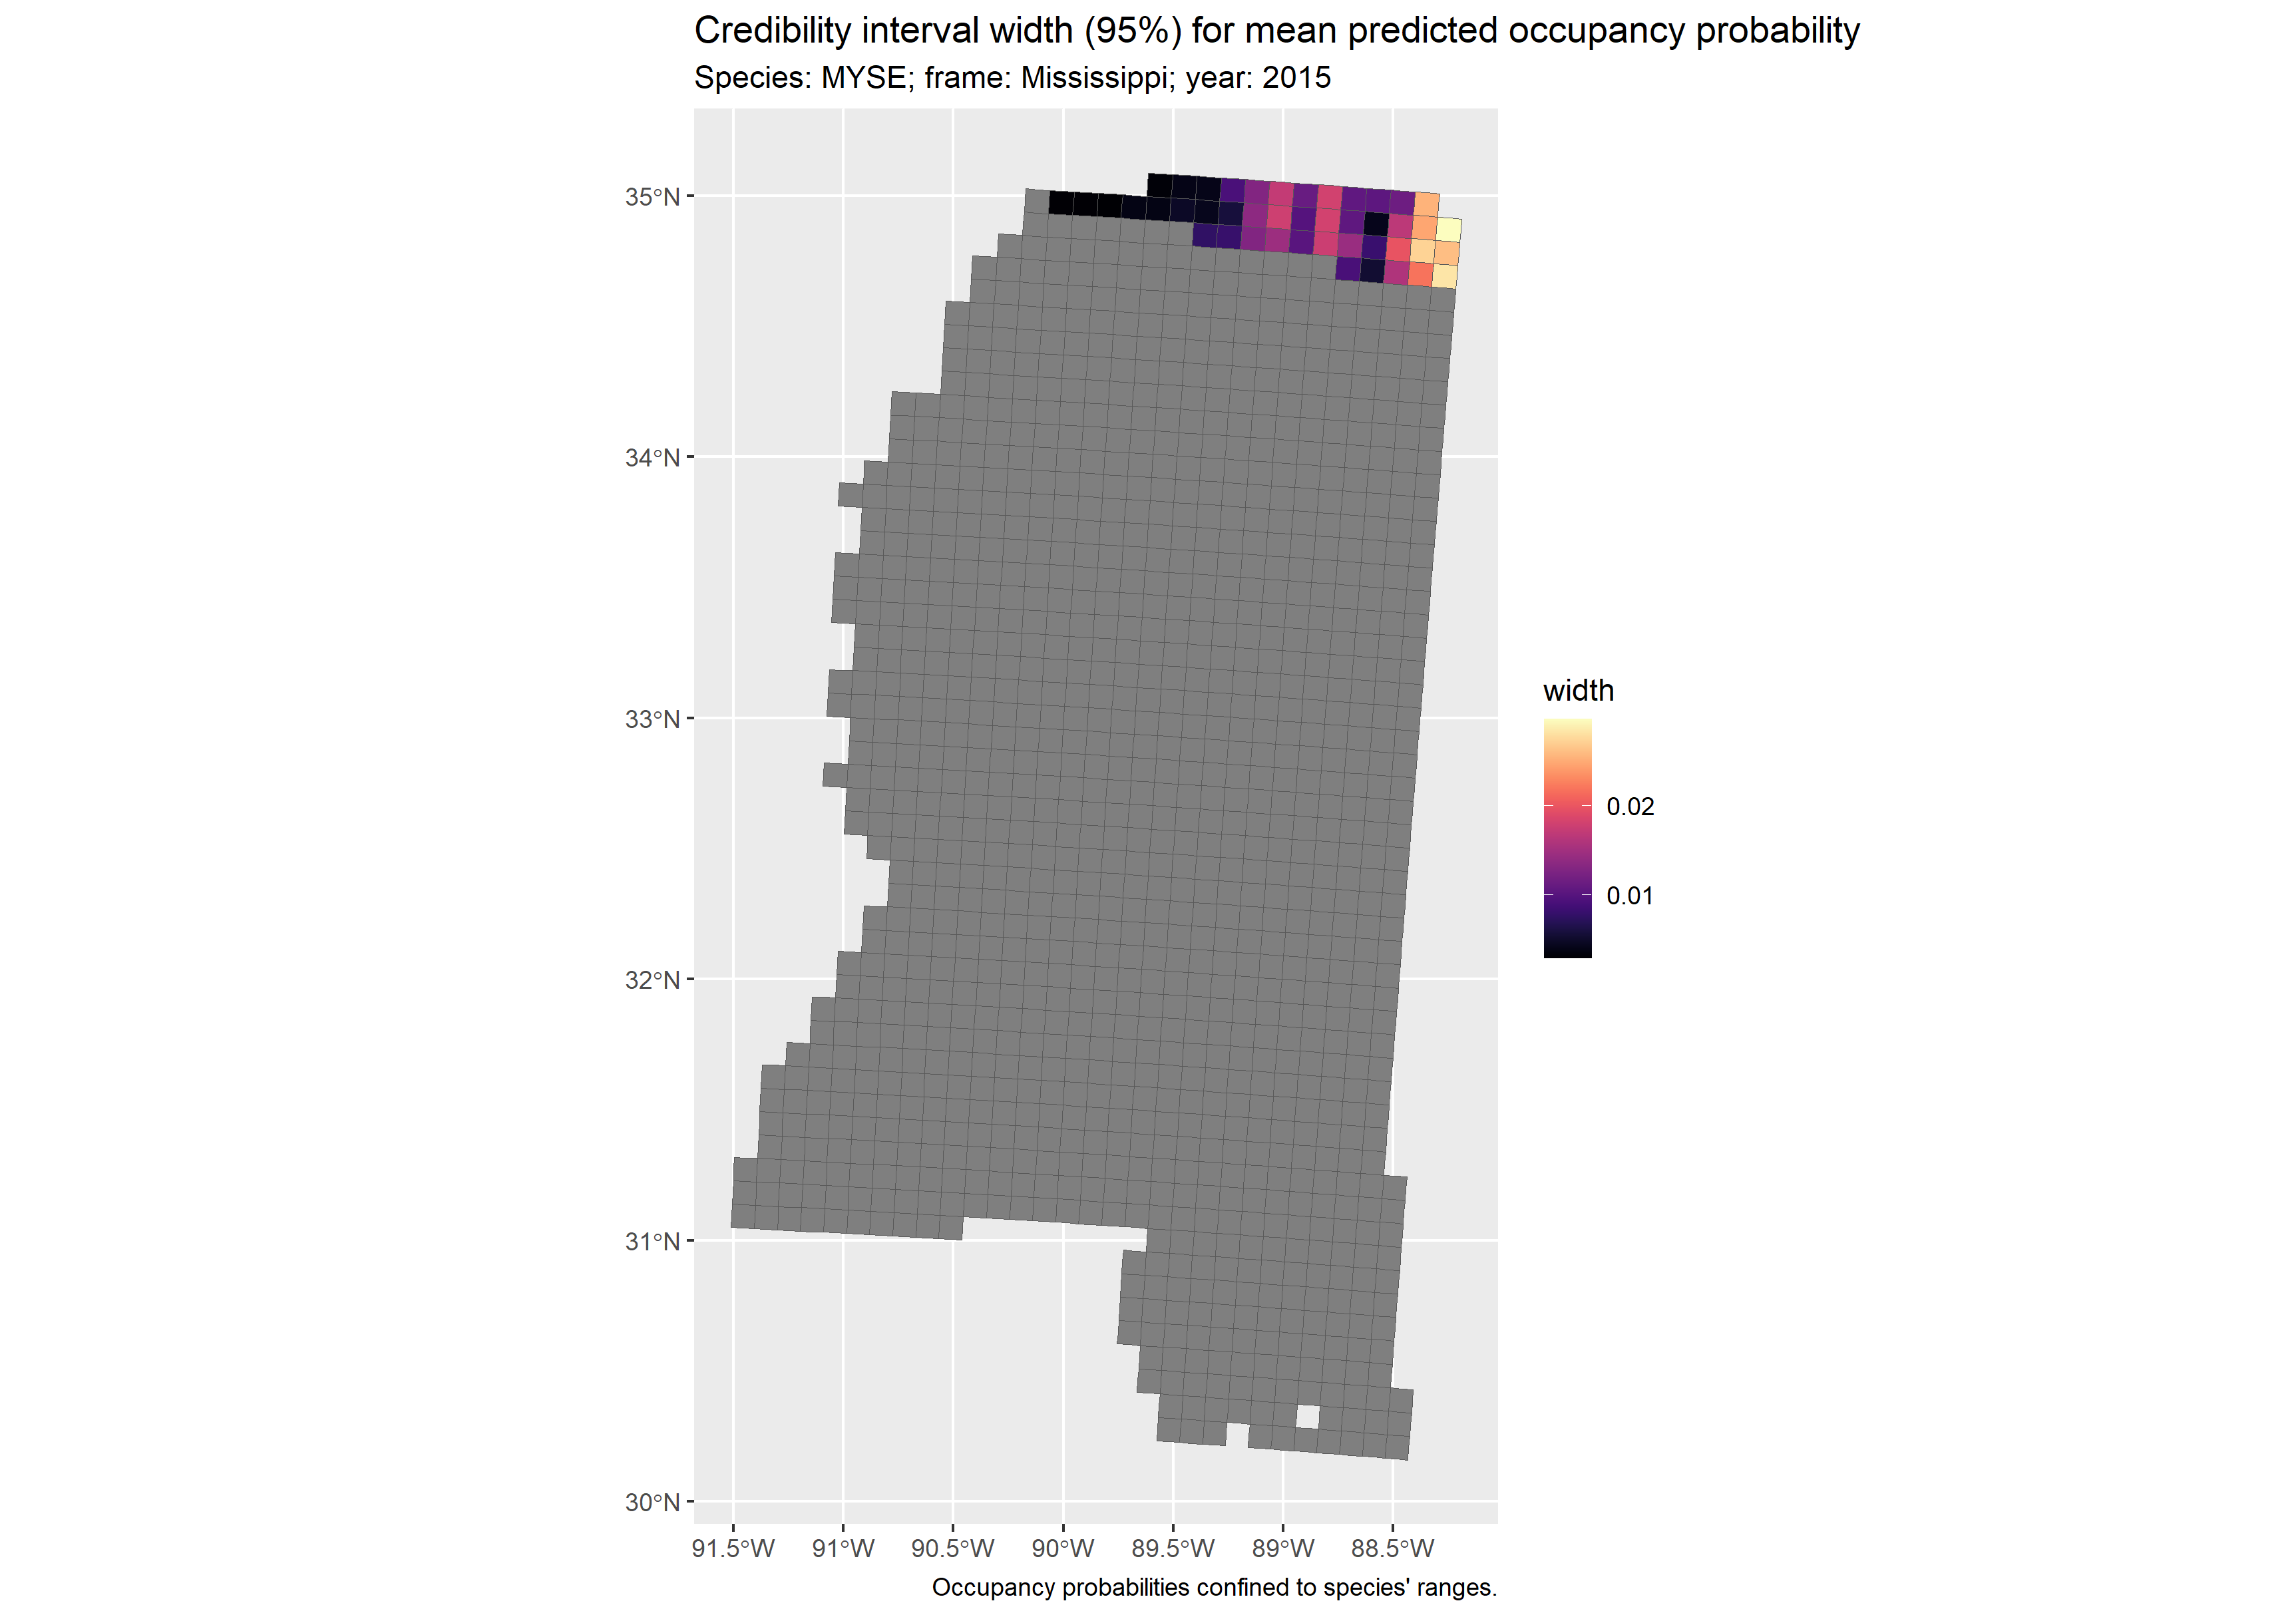 Credibility interval width (95%) for mean predicted occupancy probability
Species: MYSE; frame: Mississippi; year: 2015
35°N
34°N
33°N
32°N
31°N
30°N
91.5°W
91°W
90.5°W
90°W
89.5°W
89°W
88.5°W
width
0.02
0.01
Occupancy probabilities confined to species' ranges.